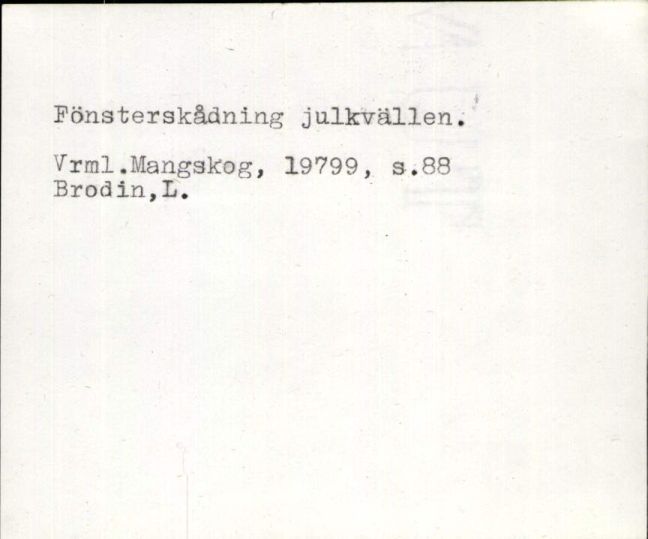 Fönsterskådning julkvällen.
Vrml.Mangskog, 19799, s.88
Brodin,L.